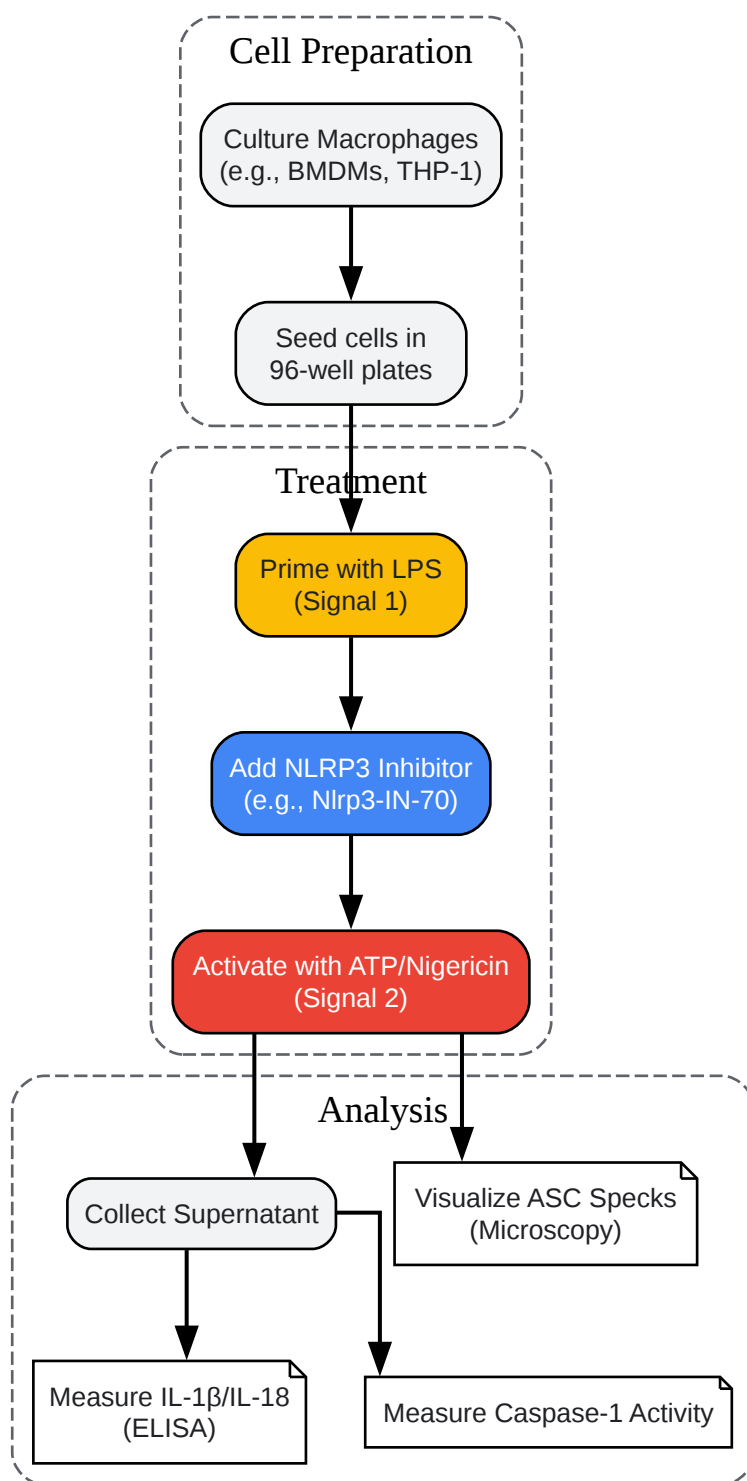 Cell Preparation
Culture Macrophages
(e.g., BMDMs, THP-1)
Seed cells in
96-well plates
Treatment
Prime with LPS
(Signal 1)
Add NLRP3 Inhibitor
(e.g., Nlrp3-IN-70)
Activate with ATP/Nigericin
(Signal 2)
Analysis
Collect Supernatant
Visualize ASC Specks
(Microscopy)
Measure IL-1β/IL-18
(ELISA)
Measure Caspase-1 Activity